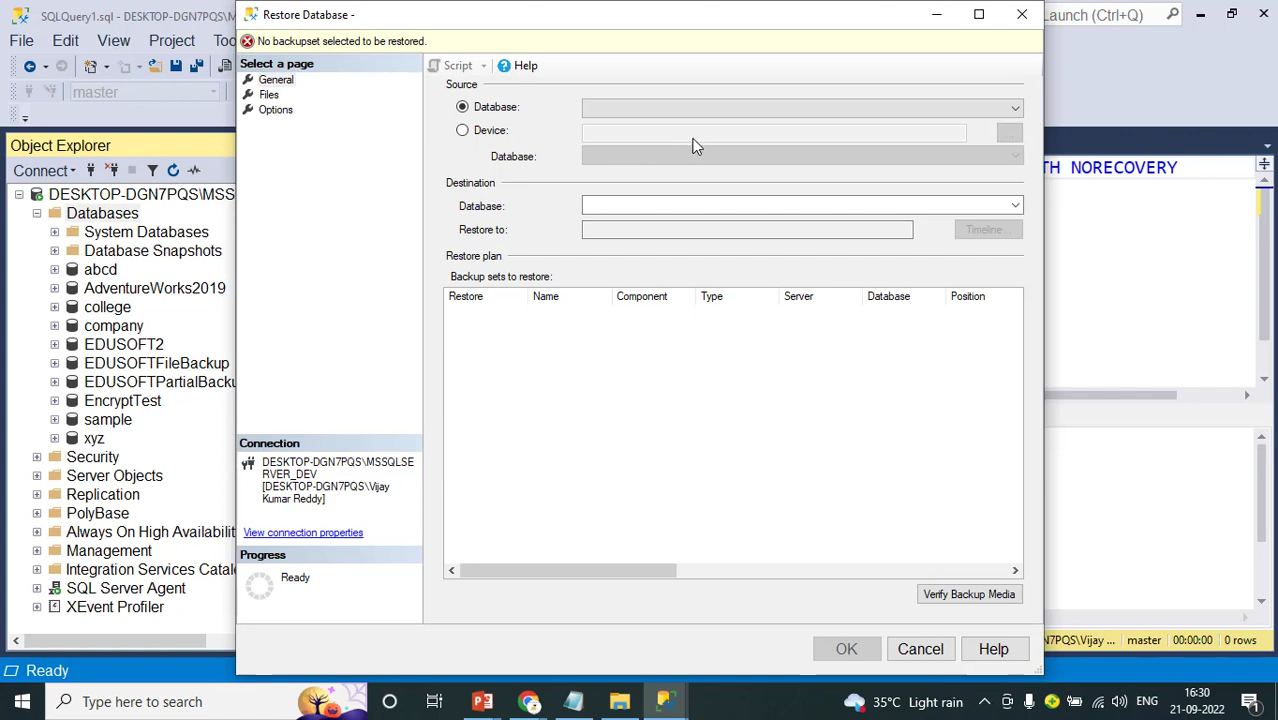 SQLQuery1.sql - DESKTOP-DGN7PQS\MS
Launch (Ctrl+Q)
File Edit View Project
master
Object Explorer
Connect
DESKTOP-DGN7PQS\MSS
Databases
System Databases
Database Snapshots
abcd
AdventureWorks2019
college
company
EDUSOFT2
EDUSOFTFileBackup
EDUSOFTPartialBacku
EncryptTest
sample
xyz
Security
Server Objects
Replication
PolyBase
Always On High Availabilit
Management
Integration Services Catal
SQL Server Agent
XEvent Profiler
Restore Database -
No backupset selected to be restored.
Select a page
General
Files
Options
Connection
DESKTOP-DGN7PQS\MSSQLSE
RVER_DEV
[DESKTOP-DGN7PQS\Vijay
Kumar Reddy]
View connection properties
Progress
Ready
Script Help
Source
Database:
Device:
...
Database:
Destination
Database:
Restore to:
Timeline...
Restore plan
Backup sets to restore:
Restore Name Component Type Server Database Position
Verify Backup Media
OK Cancel Help
TH NORECOVERY
7PQS\Vijay ... master 00:00:00 0 rows
Ready
Type here to search
35°C Light rain
ENG
16:30
21-09-2022
1